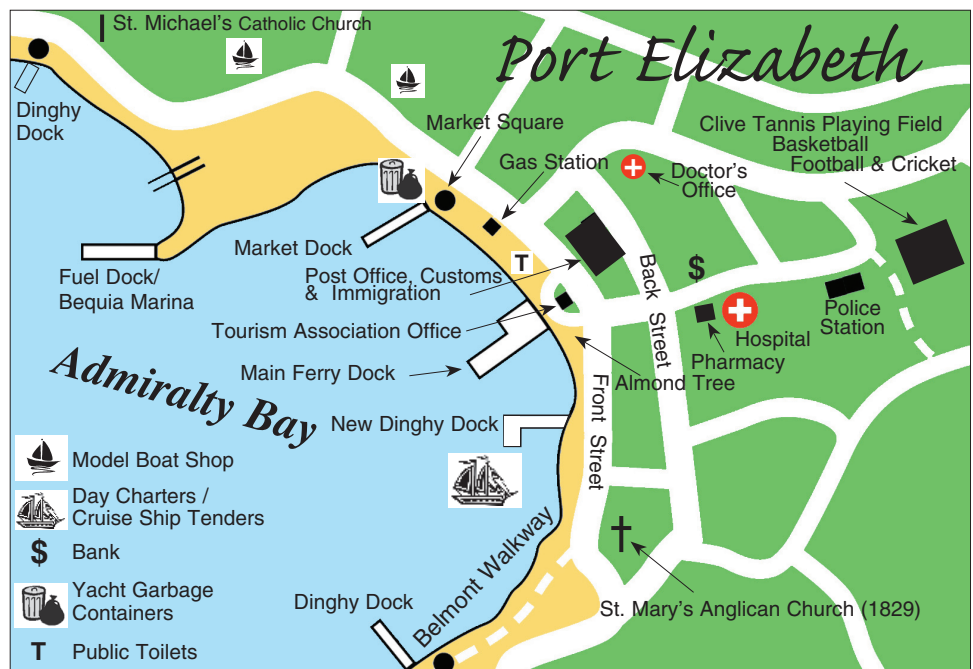 St. Michael's Catholic Church
Port Elizabeth
Dinghy
Dock
Market Square
Gas Station
Clive Tannis Playing Field
Basketball
Football & Cricket
Doctor's
Office
Market Dock
Fuel Dock/
Bequia Marina
T
Post Office, Customs
& Immigration
Back Street
$
Police
Station
Tourism Association Office
Hospital
Pharmacy
Almond Tree
Main Ferry Dock
Admiralty Bay
Front Street
New Dinghy Dock
Model Boat Shop
Day Charters /
Cruise Ship Tenders
$ Bank
Yacht Garbage
Containers
T Public Toilets
Belmont Walkway
Dinghy Dock
St. Mary's Anglican Church (1829)